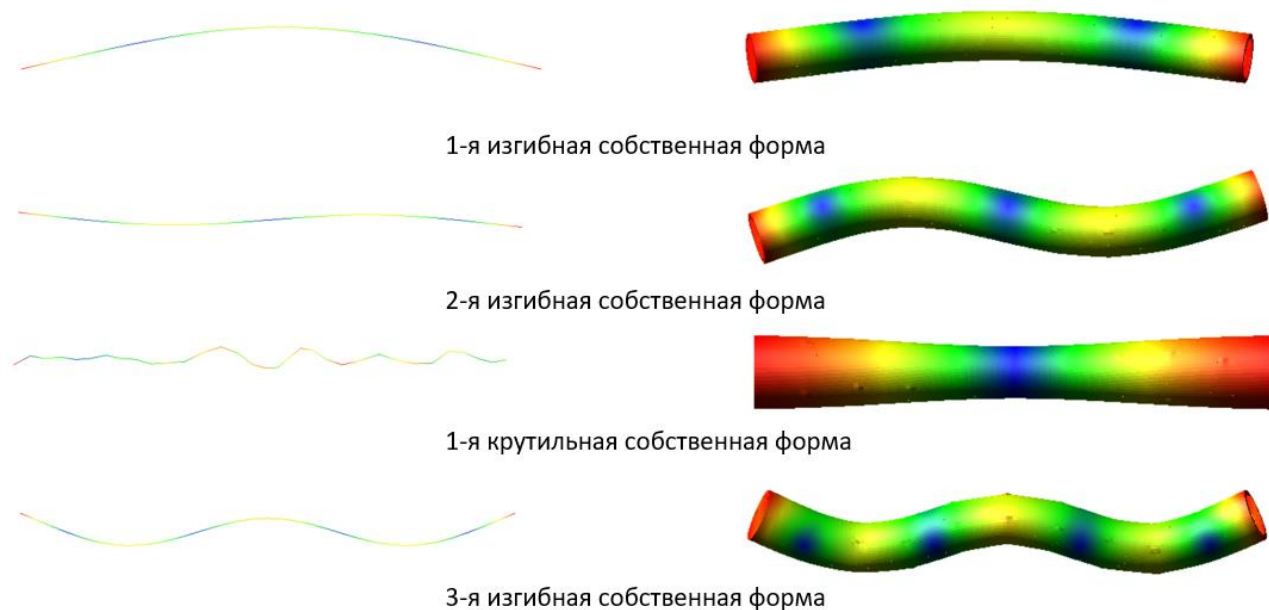 1-я изгибная собственная форма
2-я изгибная собственная форма
1-я крутильная собственная форма
3-я изгибная собственная форма